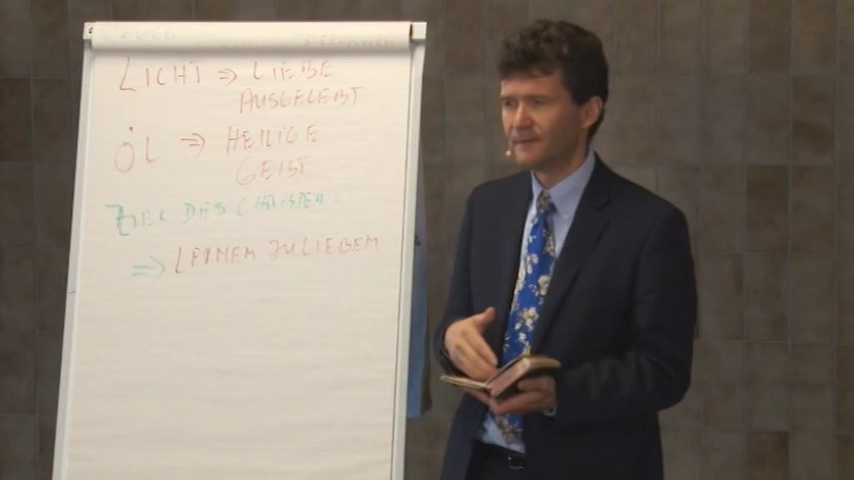 LICHT ⇒ LIEBE
AUSGELEBT
ÖL ⇒ HEILIGE
GEIST
ZIEL DES CHRISTEN:
⇒ LERNEN ZU LIEBEN